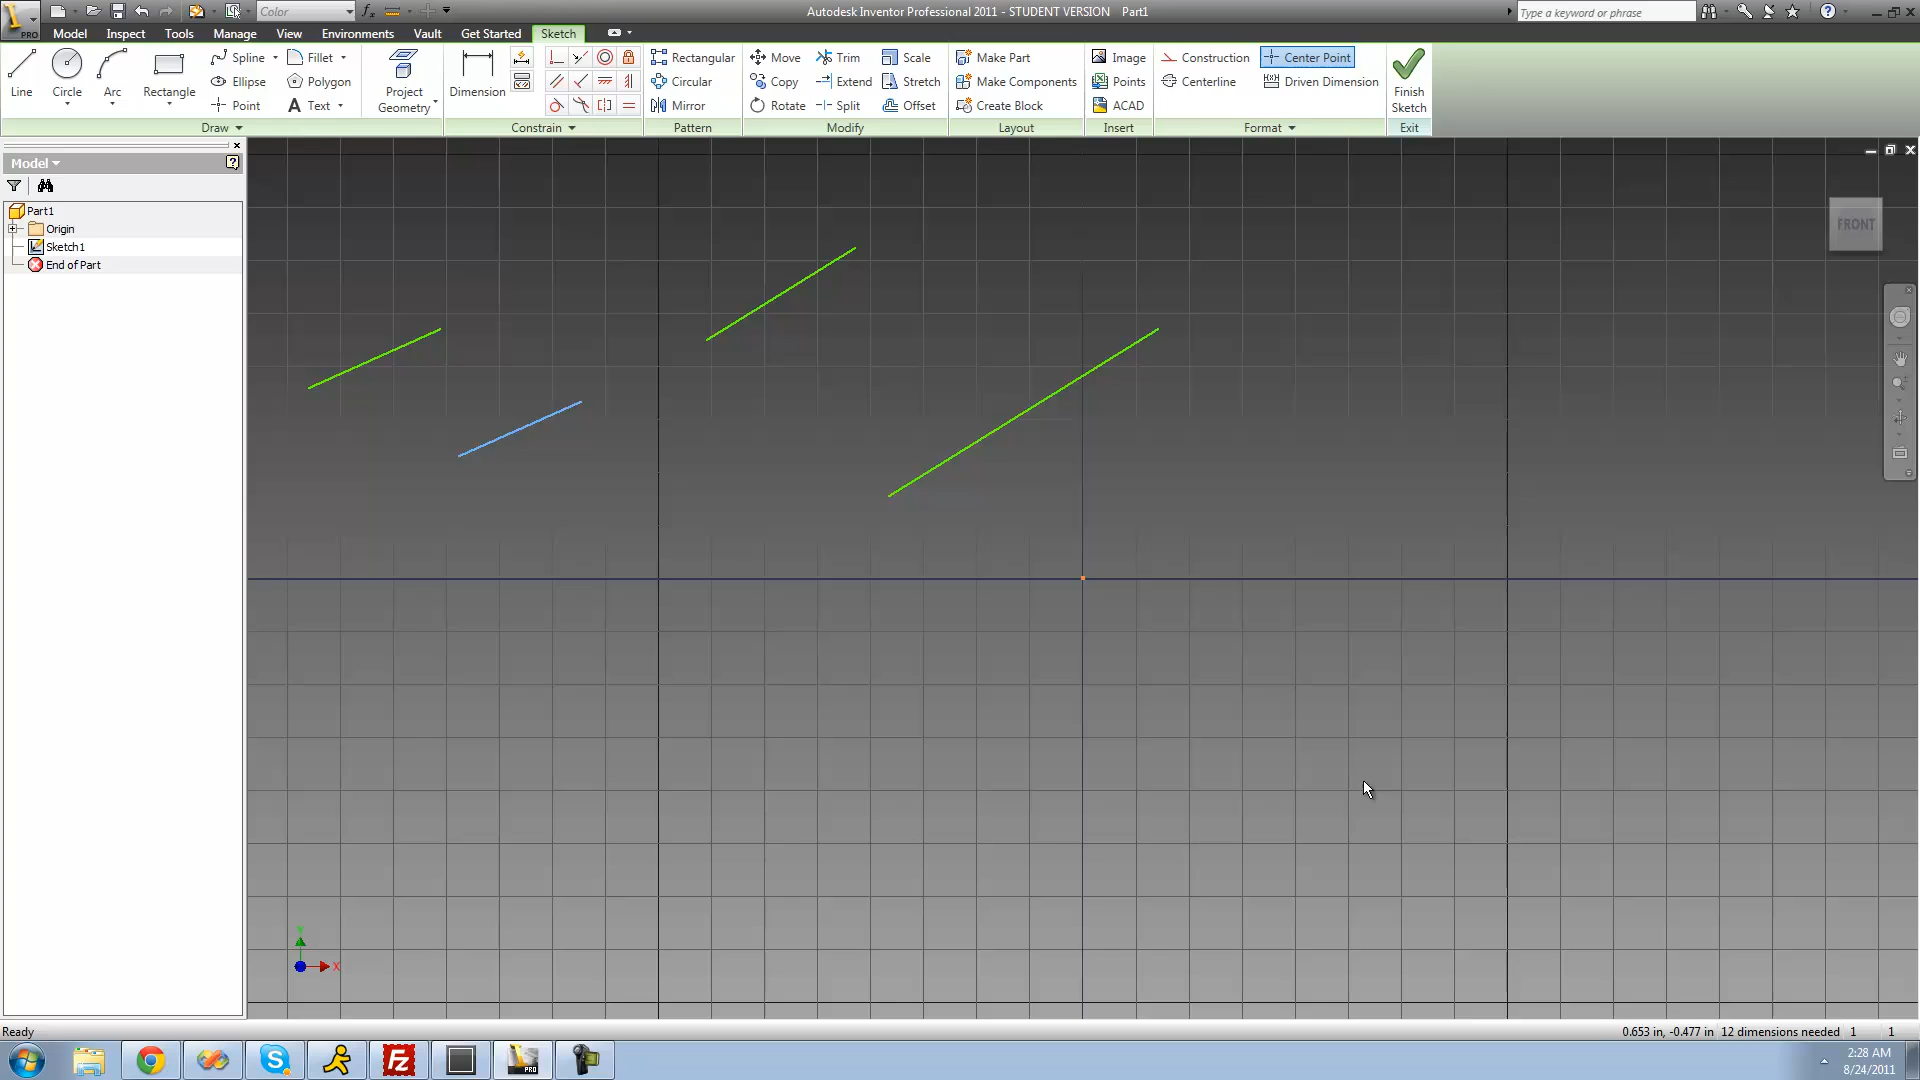 Color
Autodesk Inventor Professional 2011 - STUDENT VERSION Part1
Type a keyword or phrase
PRO
Model Inspect Tools Manage View Environments Vault Get Started Sketch
Line Circle Arc Rectangle
Spline Fillet
Ellipse Polygon
Point A Text
Project Geometry
Dimension
Rectangular
Circular
Mirror
Move Trim Scale
Copy Extend Stretch
Rotate Split Offset
Make Part
Make Components
Create Block
Image
Points
ACAD
Construction Center Point
Centerline Driven Dimension
Finish Sketch
Draw Constrain Pattern Modify Layout Insert Format Exit
Model
Part1
Origin
Sketch1
End of Part
FRONT
Y
X
Ready
0.653 in, -0.477 in 12 dimensions needed 1 1
PRO
2:28 AM
8/24/2011